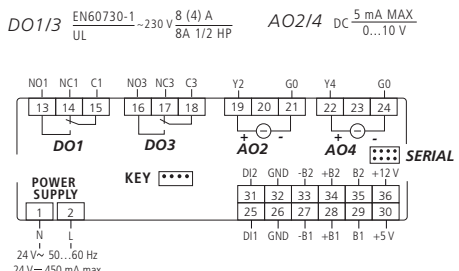 DO1/3 EN60730-1 ~230 V 8 (4) A
UL 8A 1/2 HP
AO2/4 DC 5 mA MAX
0...10 V
NO1 NC1 C1 NO3 NC3 C3 Y2 G0 Y4 G0
13 14 15 16 17 18 19 20 21 22 23 24
DO1 DO3 + - AO2 + - AO4 SERIAL
KEY
POWER SUPPLY
DI2 GND -B2 +B2 B2 +12 V
31 32 33 34 35 36
1 2 25 26 27 28 29 30
N L DI1 GND -B1 +B1 B1 +5 V
24 V~ 50...60 Hz
24 V⎓ 450 mA max